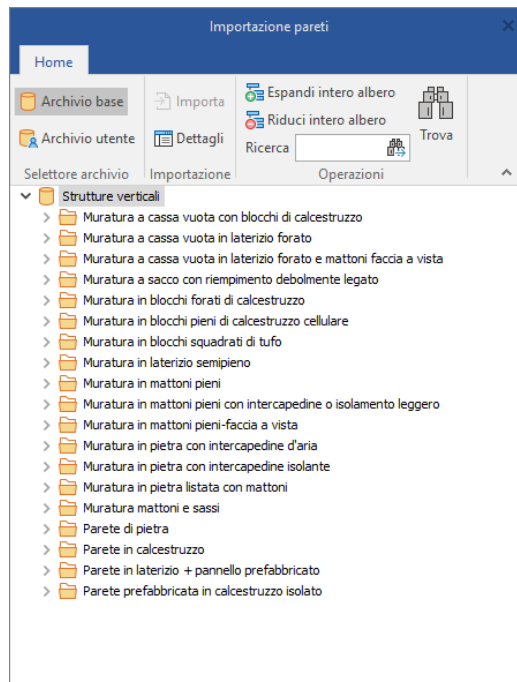 Importazione pareti
Home
Archivio base
Archivio utente
Selettore archivio
Importa
Dettagli
Importazione
Espandi intero albero
Riduci intero albero
Ricerca
Trova
Operazioni
Strutture verticali
Muratura a cassa vuota con blocchi di calcestruzzo
Muratura a cassa vuota in laterizio forato
Muratura a cassa vuota in laterizio forato e mattoni faccia a vista
Muratura a sacco con riempimento debolmente legato
Muratura in blocchi forati di calcestruzzo
Muratura in blocchi pieni di calcestruzzo cellulare
Muratura in blocchi squadrati di tufo
Muratura in laterizio semipieno
Muratura in mattoni pieni
Muratura in mattoni pieni con intercapedine o isolamento leggero
Muratura in mattoni pieni-faccia a vista
Muratura in pietra con intercapedine d'aria
Muratura in pietra con intercapedine isolante
Muratura in pietra listata con mattoni
Muratura mattoni e sassi
Parete di pietra
Parete in calcestruzzo
Parete in laterizio + pannello prefabbricato
Parete prefabbricata in calcestruzzo isolato